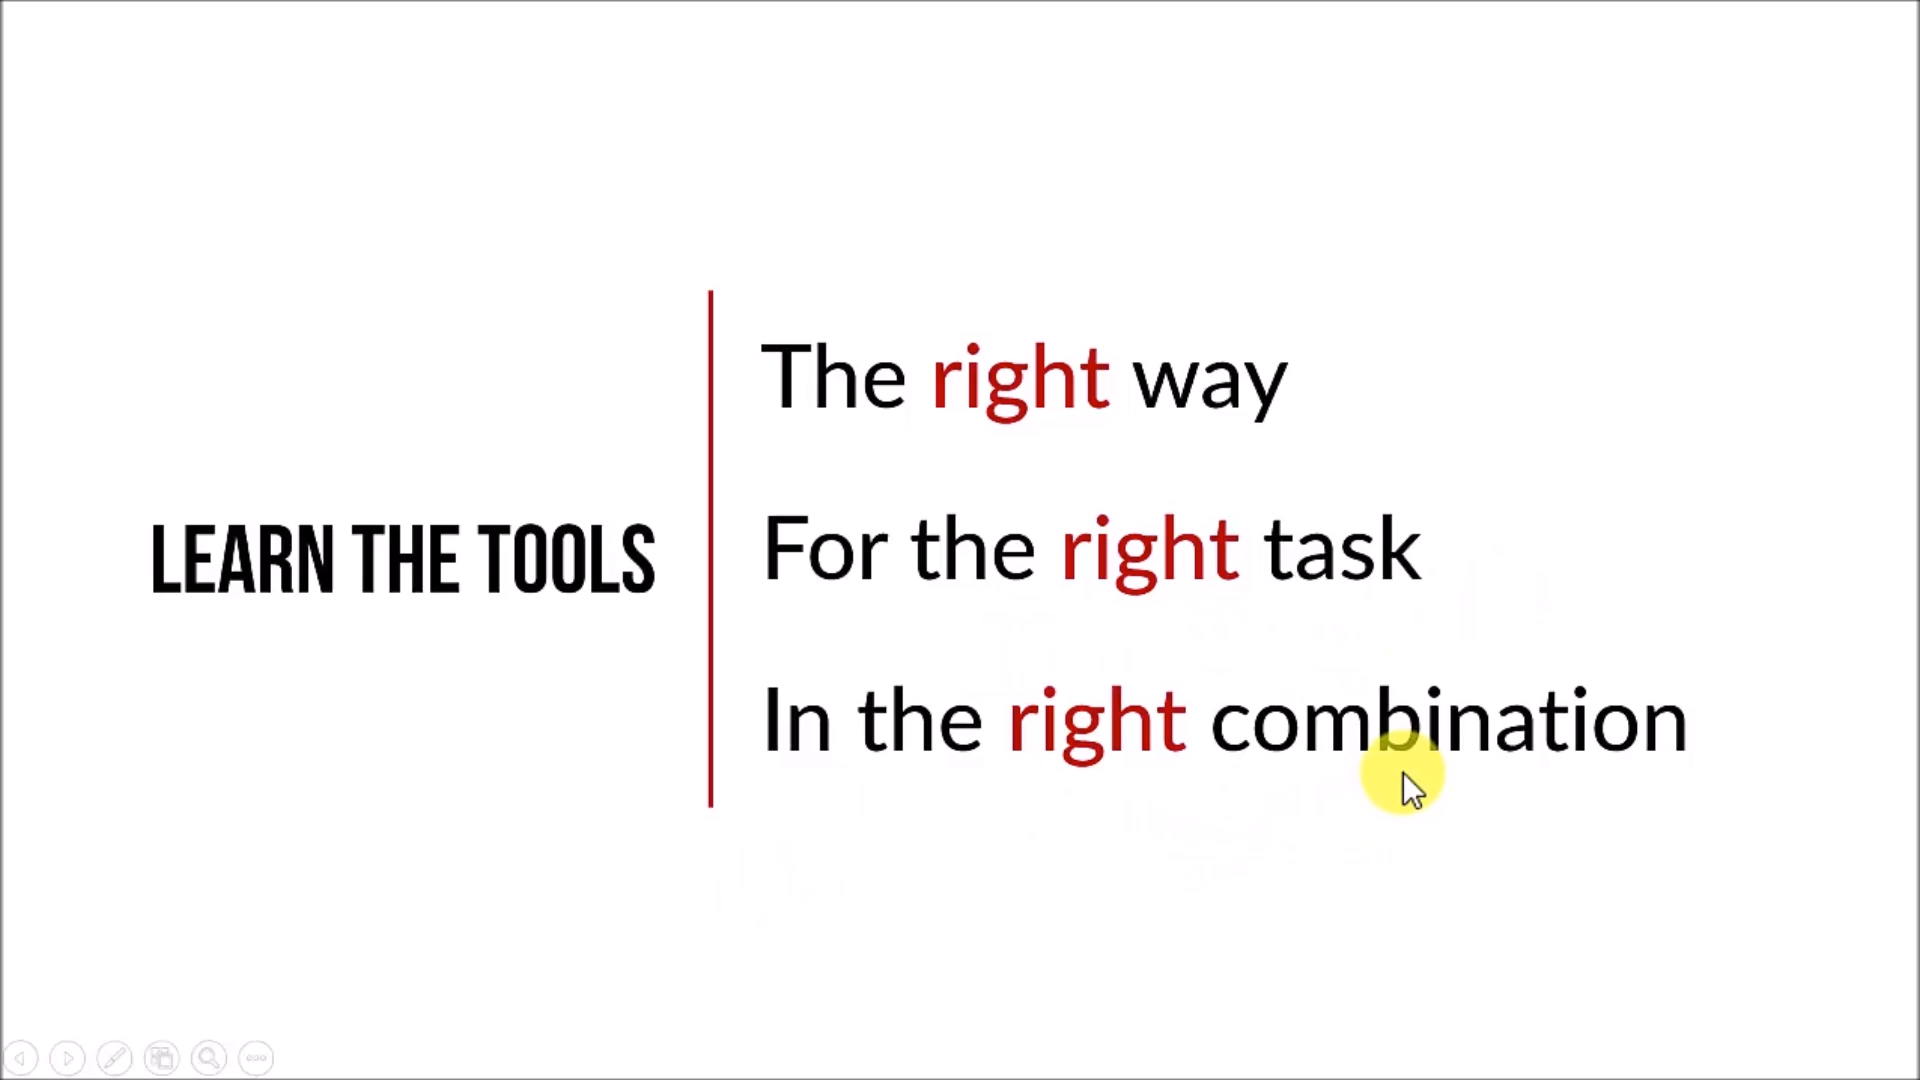 LEARN THE TOOLS
The right way
For the right task
In the right combination